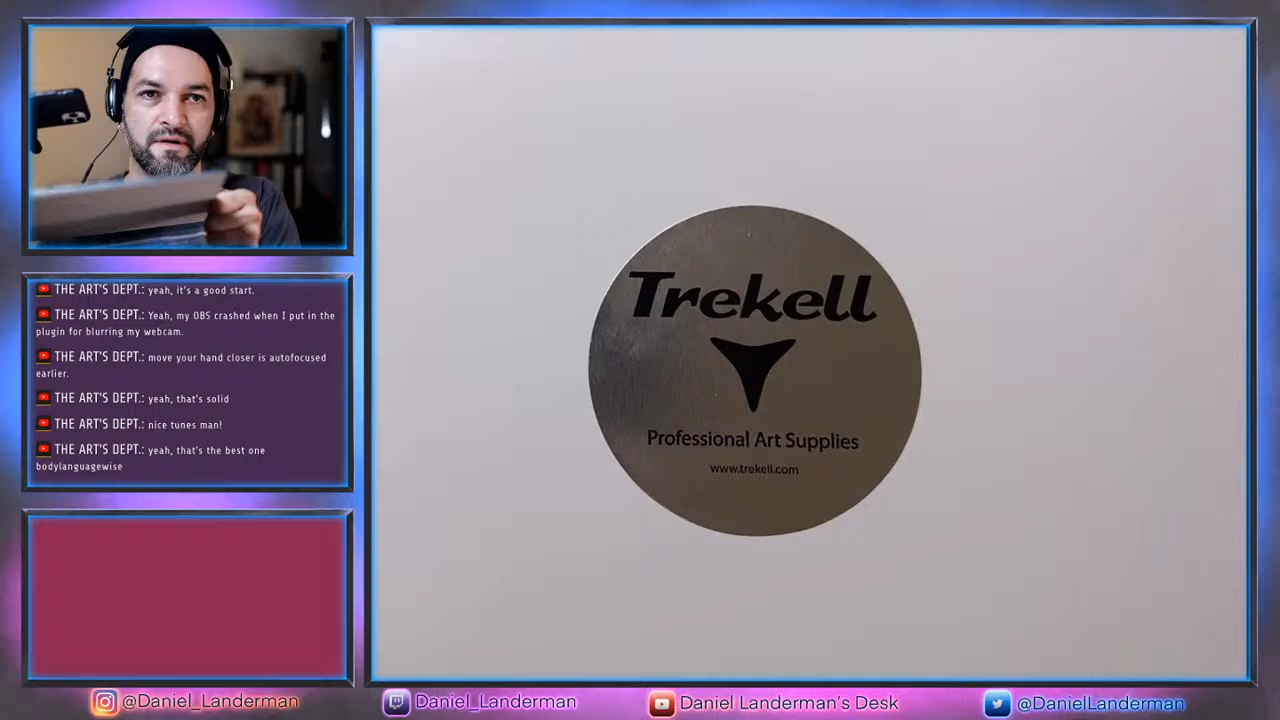 THE ART'S DEPT.: yeah, it's a good start.
THE ART'S DEPT.: Yeah, my OBS crashed when I put in the
plugin for blurring my webcam.
THE ART'S DEPT.: move your hand closer is autofocused
earlier.
THE ART'S DEPT.: yeah, that's solid
THE ART'S DEPT.: nice tunes man!
THE ART'S DEPT.: yeah, that's the best one
bodylanguagewise
Trekell
Professional Art Supplies
www.trekell.com
@Daniel_Landerman
Daniel_Landerman
Daniel Landerman's Desk
@DanielLanderman